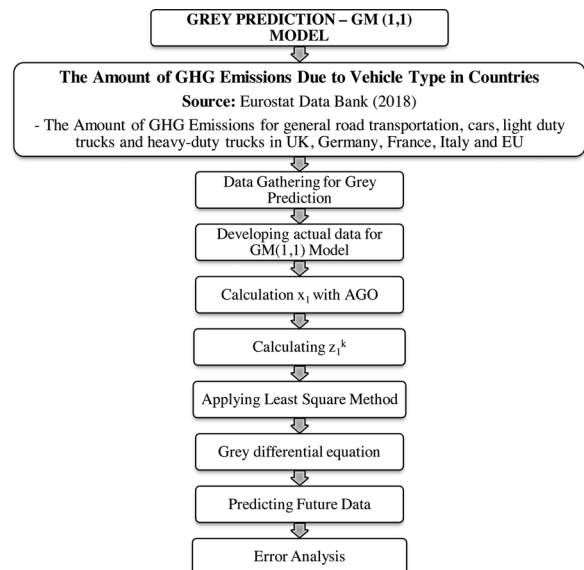 GREY PREDICTION – GM (1,1)
MODEL
The Amount of GHG Emissions Due to Vehicle Type in Countries
Source: Eurostat Data Bank (2018)
- The Amount of GHG Emissions for general road transportation, cars, light duty
trucks and heavy-duty trucks in UK, Germany, France, Italy and EU
Data Gathering for Grey
Prediction
Developing actual data for
GM(1,1) Model
Calculation x₁ with AGO
Calculating z₁ᵏ
Applying Least Square Method
Grey differential equation
Predicting Future Data
Error Analysis